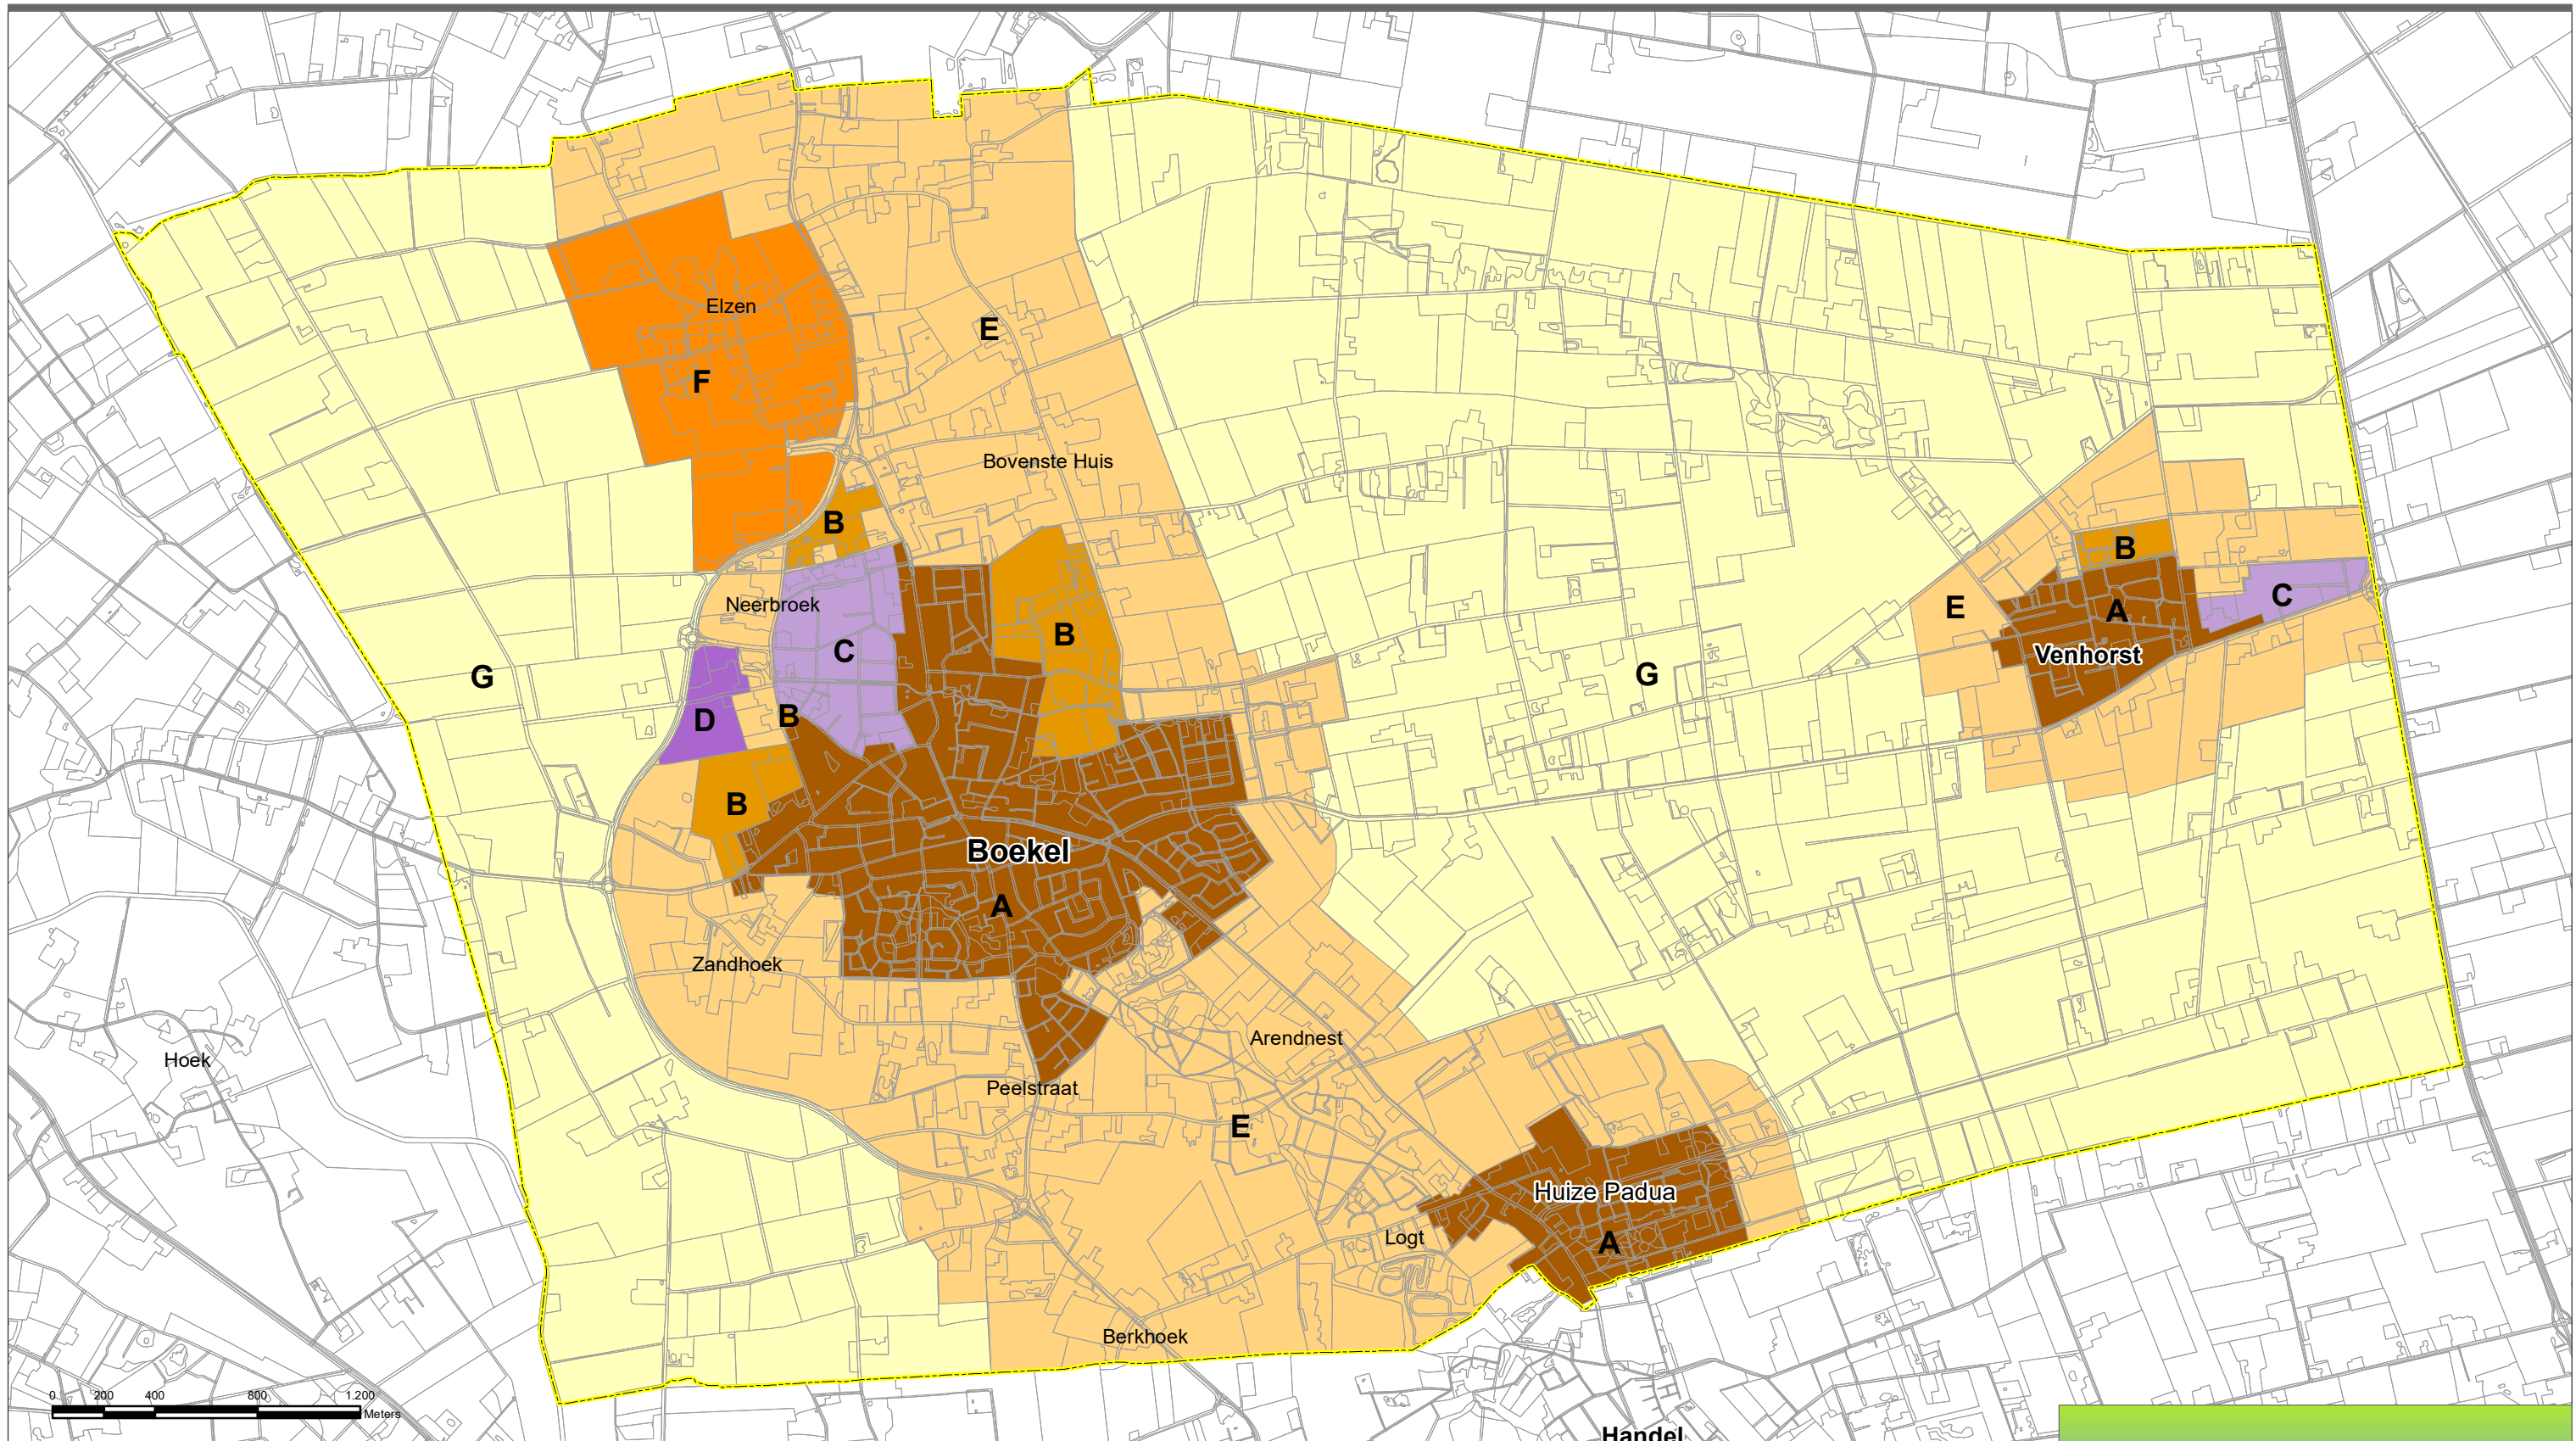 Elzen
E
F
Bovenste Huis
B
B
Neerbroek
E
C
A
B
C
Venhorst
G
G
D
B
B
Boekel
A
Zandhoek
Arendnest
Hoek
Peelstraat
E
Huize Padua
Logt
A
Berkhoek
0 200 400 800 1.200
Meters
Handel